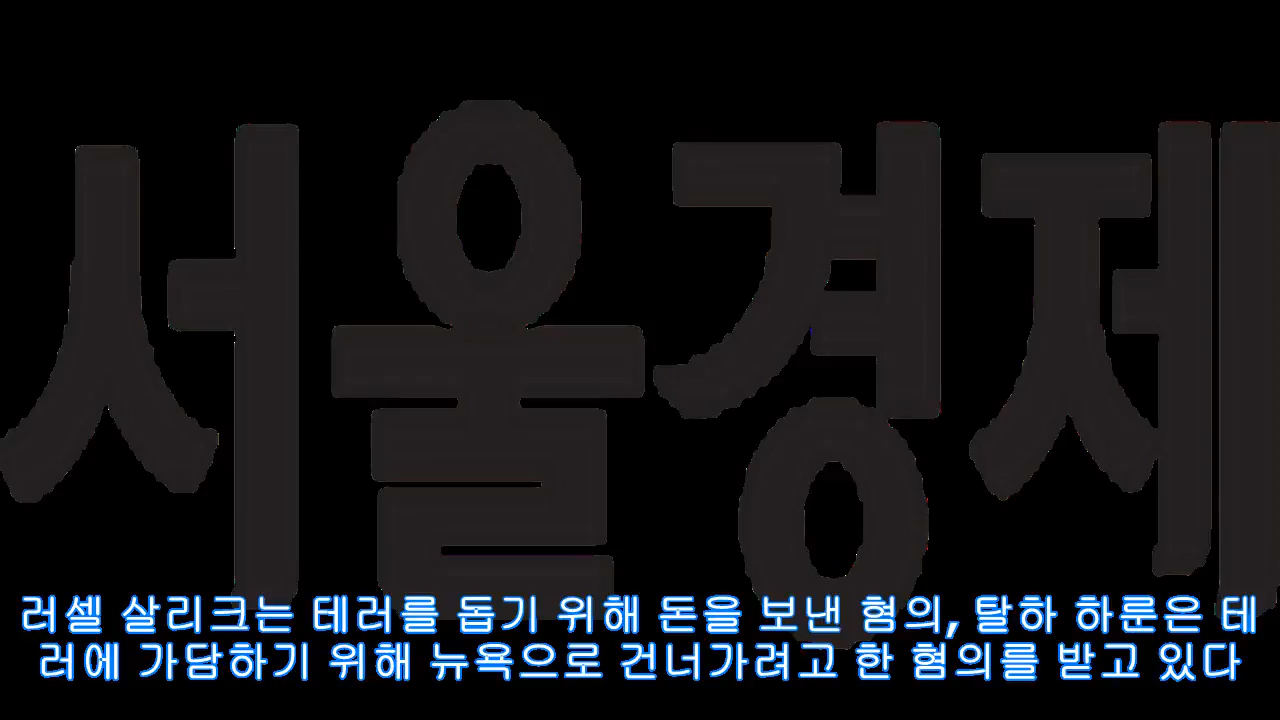 서울경제
러셀 살리크는 테러를 돕기 위해 돈을 보낸 혐의, 탈하 하룬은 테
러에 가담하기 위해 뉴욕으로 건너가려고 한 혐의를 받고 있다